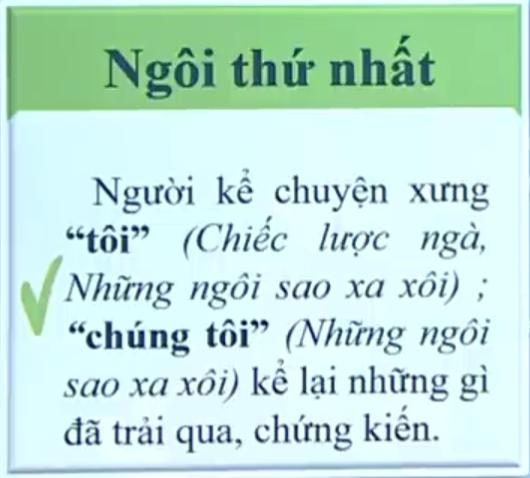 Ngôi thứ nhất
Người kể chuyện xưng
“tôi” (Chiếc lược ngà,
Những ngôi sao xa xôi) ;
“chúng tôi” (Những ngôi
sao xa xôi) kể lại những gì
đã trải qua, chứng kiến.